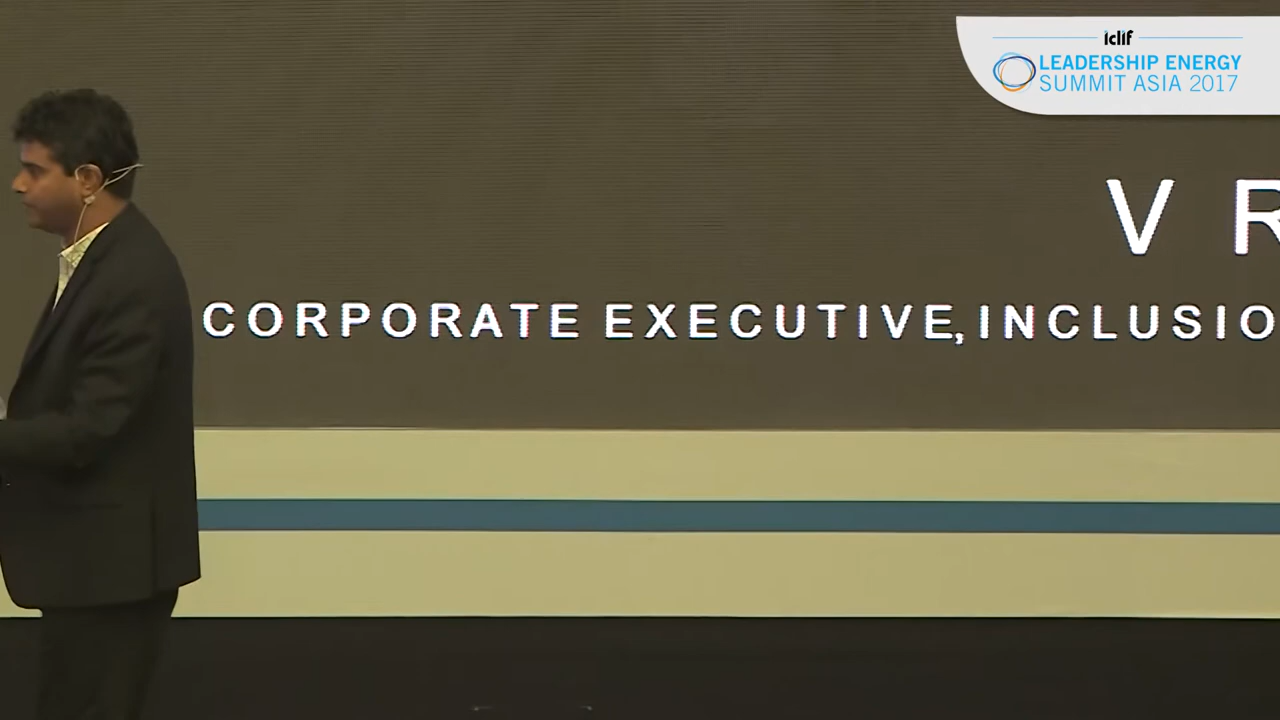 iclif
LEADERSHIP ENERGY
SUMMIT ASIA 2017
V R
CORPORATE EXECUTIVE, INCLUSIO